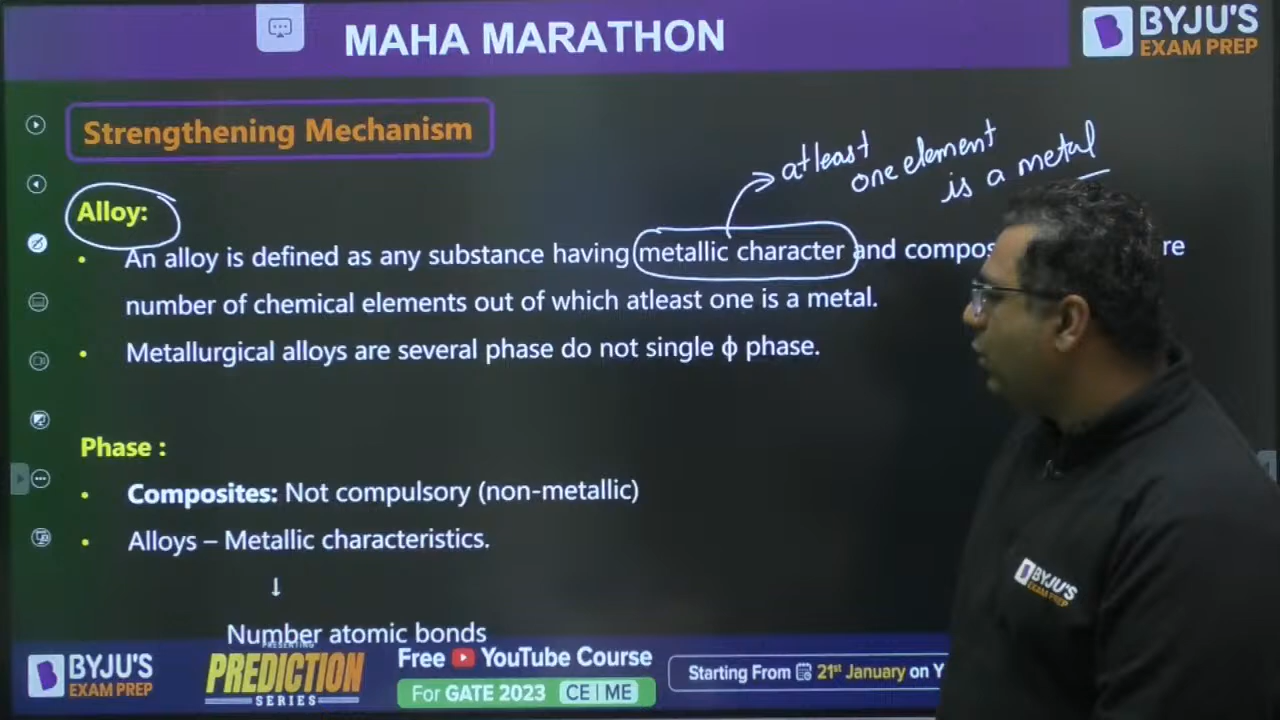 MAHA MARATHON
BYJU'S
EXAM PREP
Strengthening Mechanism
atleast
one element
is a metal
Alloy:
• An alloy is defined as any substance having metallic character and compos re
number of chemical elements out of which atleast one is a metal.
• Metallurgical alloys are several phase do not single ϕ phase.
Phase :
• Composites: Not compulsory (non-metallic)
• Alloys – Metallic characteristics.
↓
Number atomic bonds
BYJU'S
EXAM PREP
BYJU'S
EXAM PREP
PRESENTING
PREDICTION
SERIES
Free YouTube Course
For GATE 2023 CE | ME
Starting From 21st January on Y